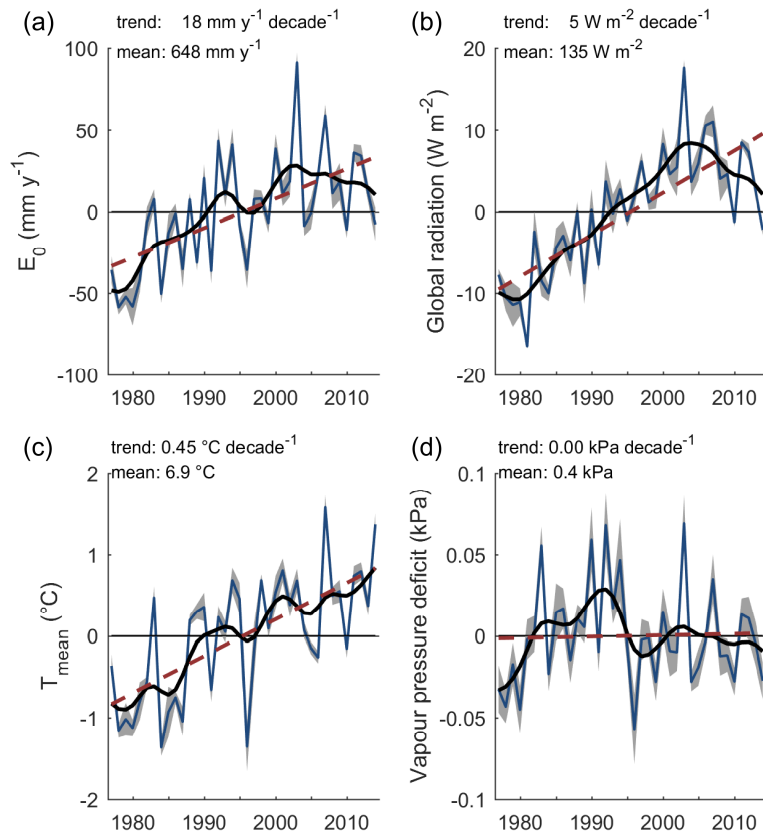 (a)
trend: 18 mm y⁻¹ decade⁻¹
mean: 648 mm y⁻¹
100
50
0
-50
-100
E₀ (mm y⁻¹)
1980 1990 2000 2010
(b)
trend: 5 W m⁻² decade⁻¹
mean: 135 W m⁻²
20
10
0
-10
-20
Global radiation (W m⁻²)
1980 1990 2000 2010
(c)
trend: 0.45 °C decade⁻¹
mean: 6.9 °C
2
1
0
-1
-2
Tmean (°C)
1980 1990 2000 2010
(d)
trend: 0.00 kPa decade⁻¹
mean: 0.4 kPa
0.1
0.05
0
-0.05
-0.1
Vapour pressure deficit (kPa)
1980 1990 2000 2010